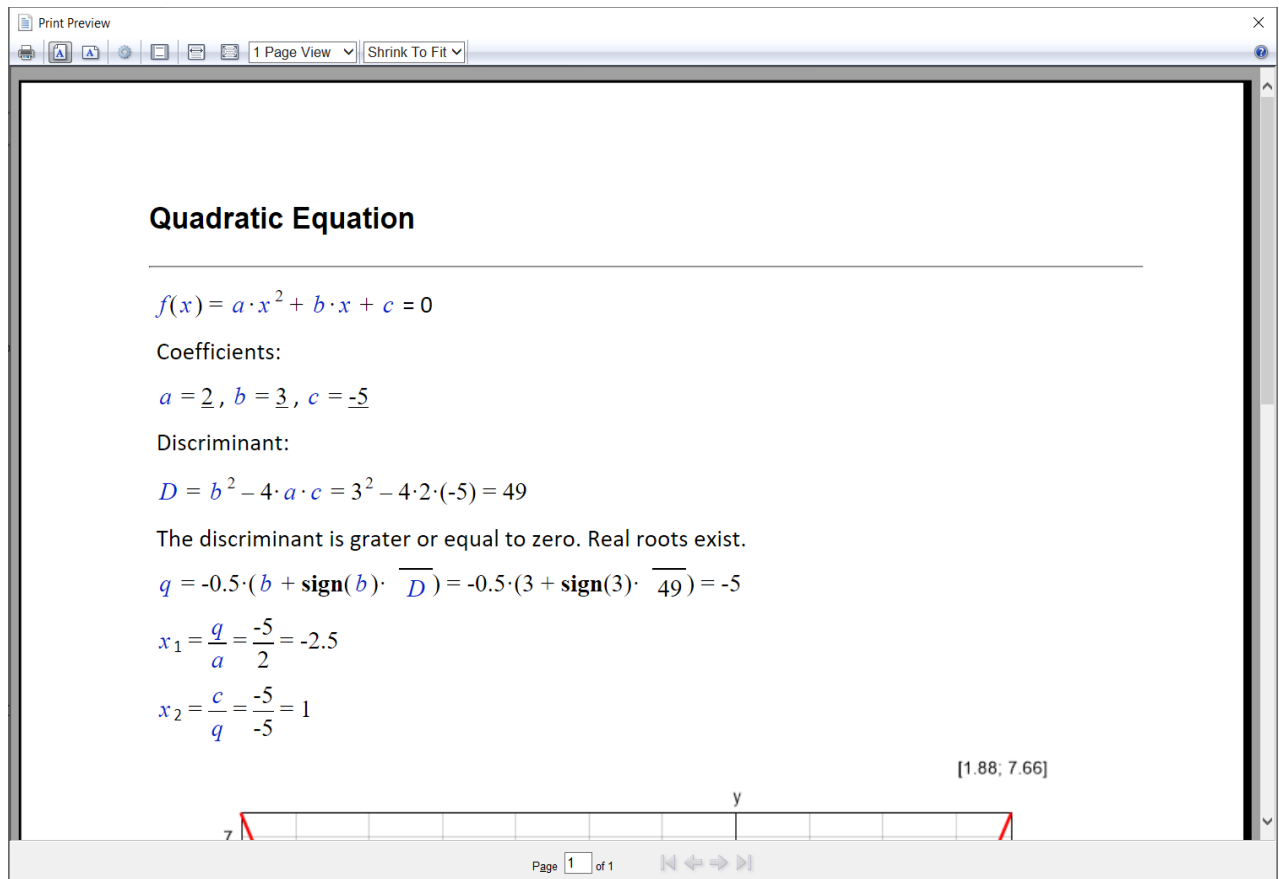 Print Preview
1 Page View Shrink To Fit
Quadratic Equation
f(x) = a·x² + b·x + c = 0
Coefficients:
a = 2 , b = 3 , c = -5
Discriminant:
D = b² – 4·a·c = 3² – 4·2·(-5) = 49
The discriminant is grater or equal to zero. Real roots exist.
q = -0.5·(b + sign(b)· D̅) = -0.5·(3 + sign(3)· 4̅9̅) = -5
x₁ = q/a = -5/2 = -2.5
x₂ = c/q = -5/-5 = 1
[1.88; 7.66]
y
7
Page 1 of 1